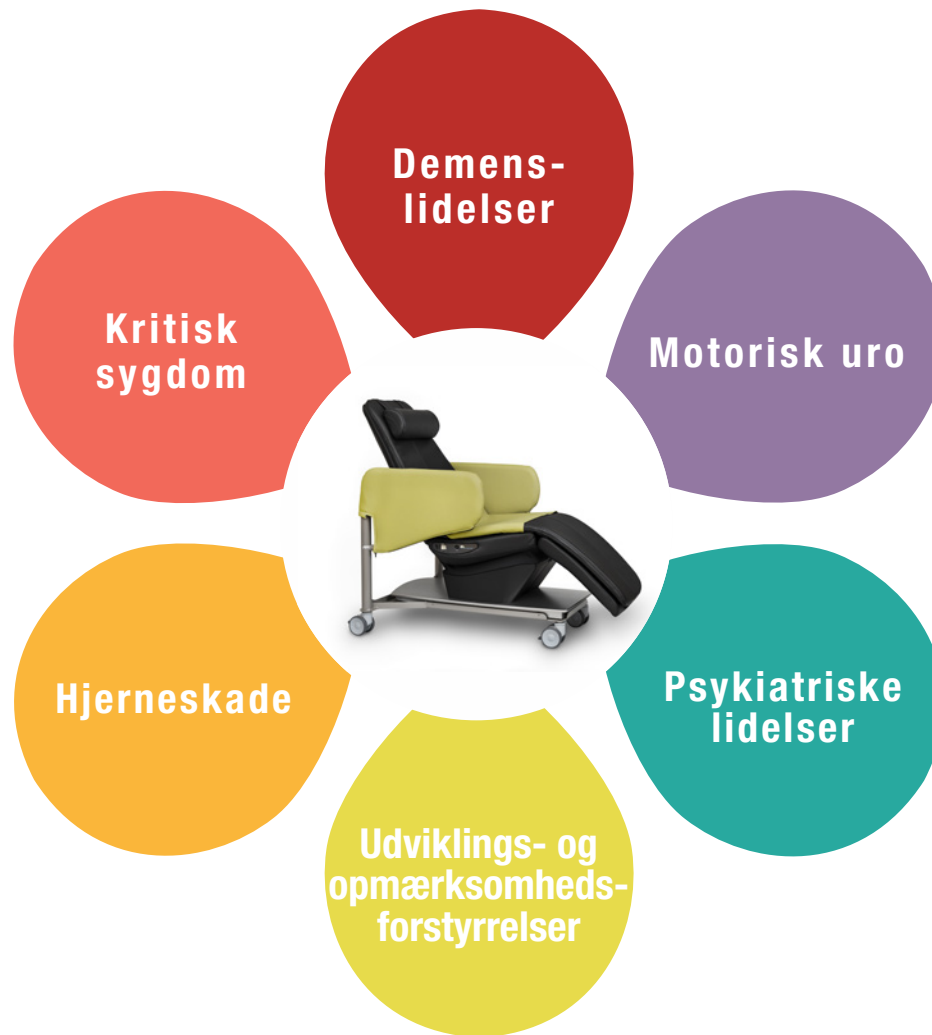 Demens-
lidelser
Kritisk
sygdom
Motorisk uro
Hjerneskade
Psykiatriske
lidelser
Udviklings- og
opmærksomheds-
forstyrrelser